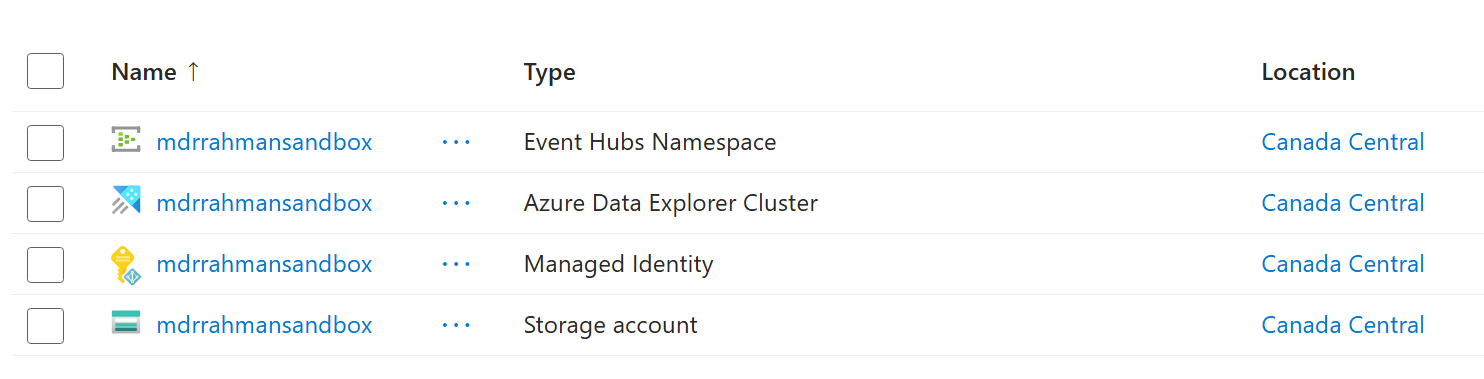 Name ↑ Type Location
mdrrahmansandbox ··· Event Hubs Namespace Canada Central
mdrrahmansandbox ··· Azure Data Explorer Cluster Canada Central
mdrrahmansandbox ··· Managed Identity Canada Central
mdrrahmansandbox ··· Storage account Canada Central